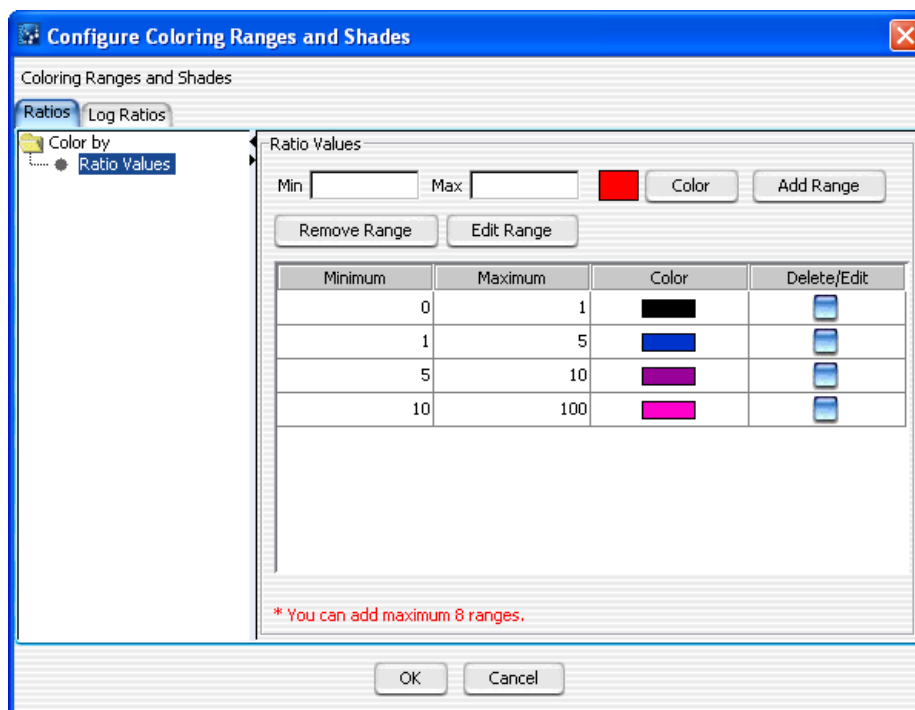 Configure Coloring Ranges and Shades
Coloring Ranges and Shades
Ratios Log Ratios
Color by
Ratio Values
Ratio Values
Min Max Color Add Range
Remove Range Edit Range
Minimum Maximum Color Delete/Edit
0 1
1 5
5 10
10 100
* You can add maximum 8 ranges.
OK Cancel